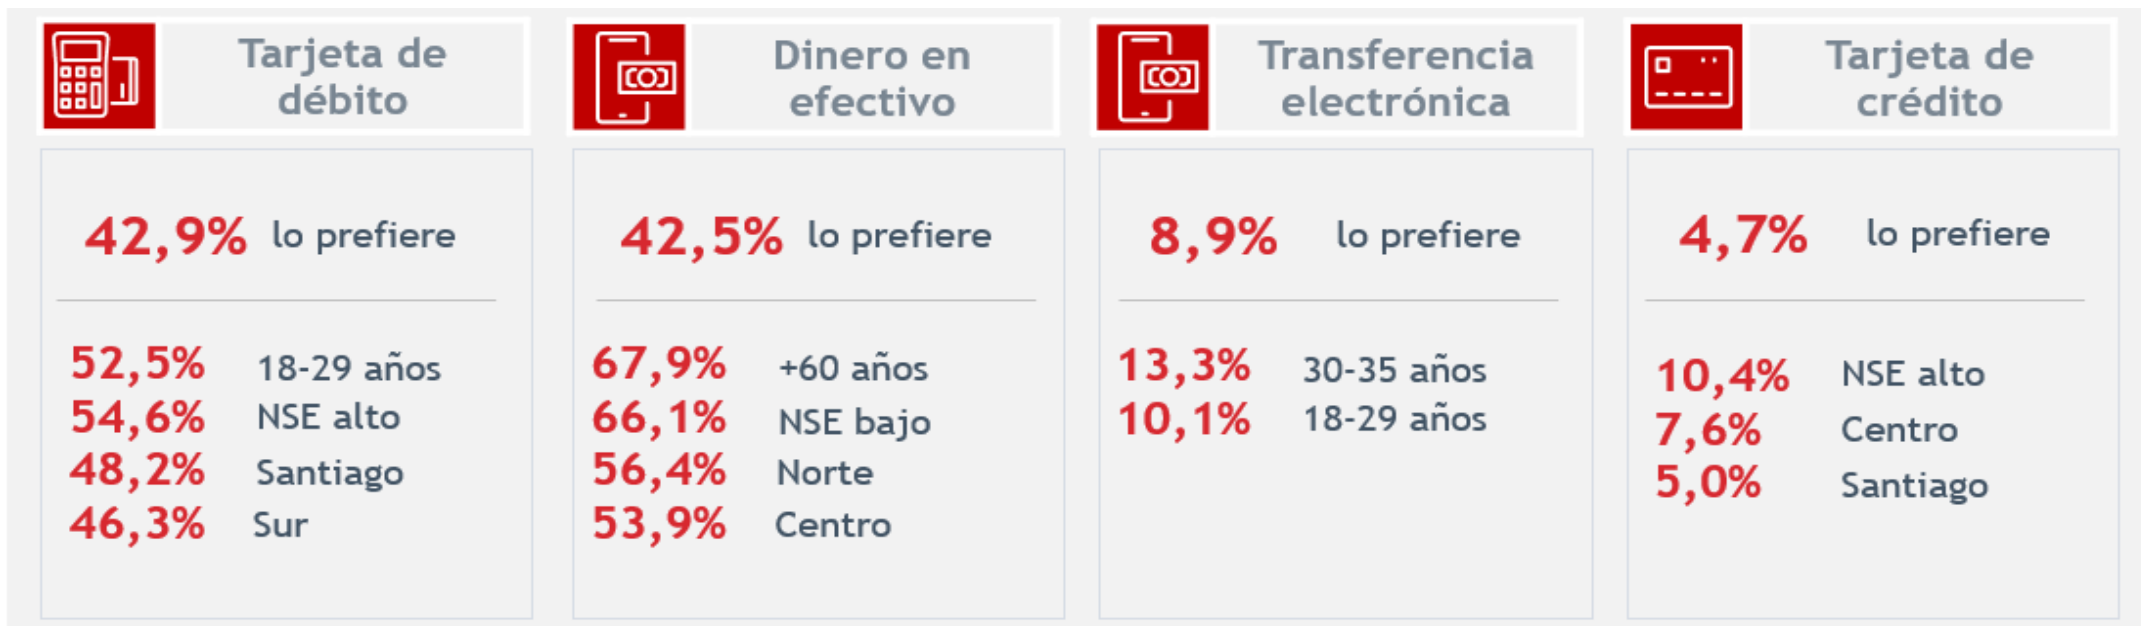 Tarjeta de
débito
42,9% lo prefiere
52,5% 18-29 años
54,6% NSE alto
48,2% Santiago
46,3% Sur
Dinero en
efectivo
42,5% lo prefiere
67,9% +60 años
66,1% NSE bajo
56,4% Norte
53,9% Centro
Transferencia
electrónica
8,9% lo prefiere
13,3% 30-35 años
10,1% 18-29 años
Tarjeta de
crédito
4,7% lo prefiere
10,4% NSE alto
7,6% Centro
5,0% Santiago